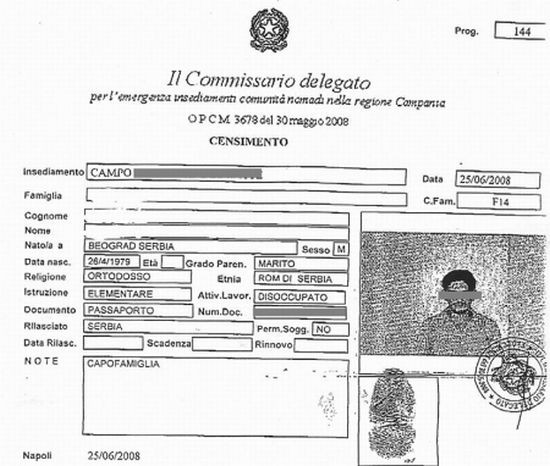 Prog. 144
Il Commissario delegato
per l'emergenza insediamenti comunità nomadi nella regione Campania
O P C M 3678 del 30 maggio 2008
CENSIMENTO
Insediamento CAMPO Data 25/06/2008
Famiglia C.Fam. F14
Cognome
Nome
Nato/a a BEOGRAD SERBIA Sesso M
Data nasc. 26/4/1979 Età Grado Paren. MARITO
Religione ORTODOSSO Etnia ROM DI SERBIA
Istruzione ELEMENTARE Attiv.Lavor. DISOCCUPATO
Documento PASSAPORTO Num.Doc.
Rilasciato SERBIA Perm.Sogg. NO
Data Rilasc. Scadenza Rinnovo
NOTE CAPOFAMIGLIA
Napoli 25/06/2008